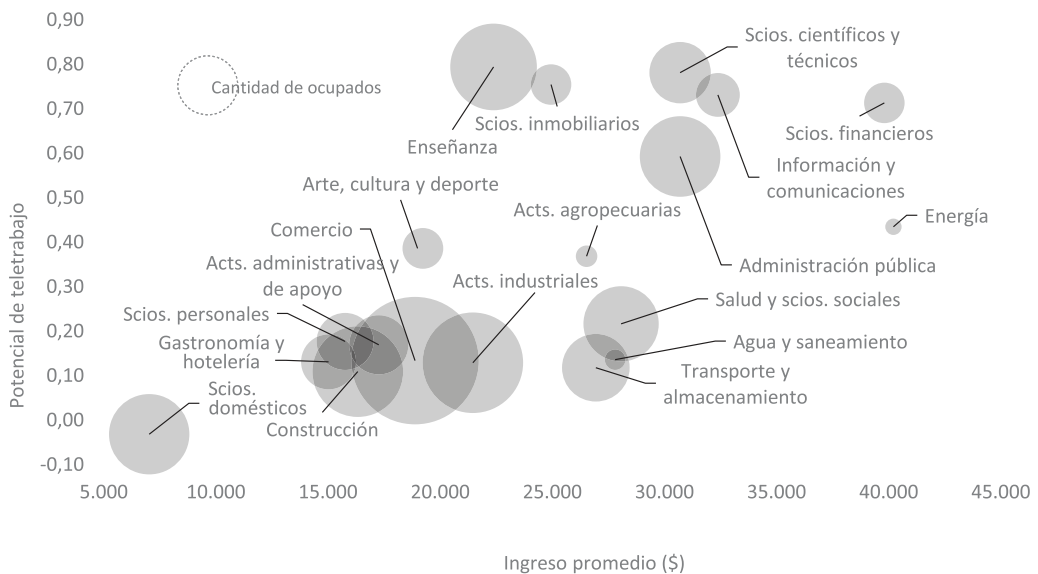 0,90
0,80
0,70
0,60
0,50
0,40
0,30
0,20
0,10
0,00
-0,10
Potencial de teletrabajo
Cantidad de ocupados
Scios. científicos y
técnicos
Scios. inmobiliarios
Enseñanza
Scios. financieros
Información y
comunicaciones
Arte, cultura y deporte
Acts. agropecuarias
Energía
Comercio
Acts. administrativas y
de apoyo
Acts. industriales
Administración pública
Scios. personales
Salud y scios. sociales
Gastronomía y
hotelería
Agua y saneamiento
Transporte y
almacenamiento
Scios.
domésticos
Construcción
5.000 10.000 15.000 20.000 25.000 30.000 35.000 40.000 45.000
Ingreso promedio ($)